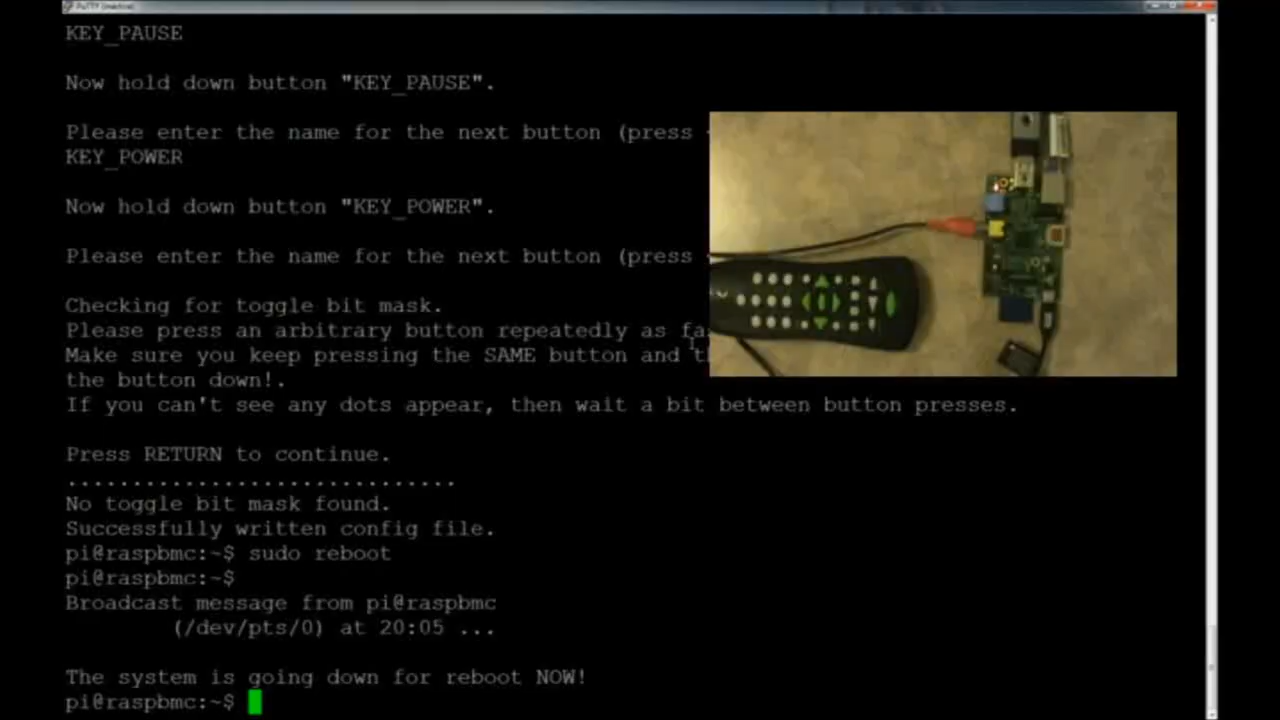 PuTTY (inactive)
KEY_PAUSE
Now hold down button "KEY_PAUSE".
Please enter the name for the next button (press
KEY_POWER
Now hold down button "KEY_POWER".
Please enter the name for the next button (press
Checking for toggle bit mask.
Please press an arbitrary button repeatedly as fa
Make sure you keep pressing the SAME button and th
the button down!.
If you can't see any dots appear, then wait a bit between button presses.
Press RETURN to continue.
..............................
No toggle bit mask found.
Successfully written config file.
pi@raspbmc:~$ sudo reboot
pi@raspbmc:~$
Broadcast message from pi@raspbmc
(/dev/pts/0) at 20:05 ...
The system is going down for reboot NOW!
pi@raspbmc:~$